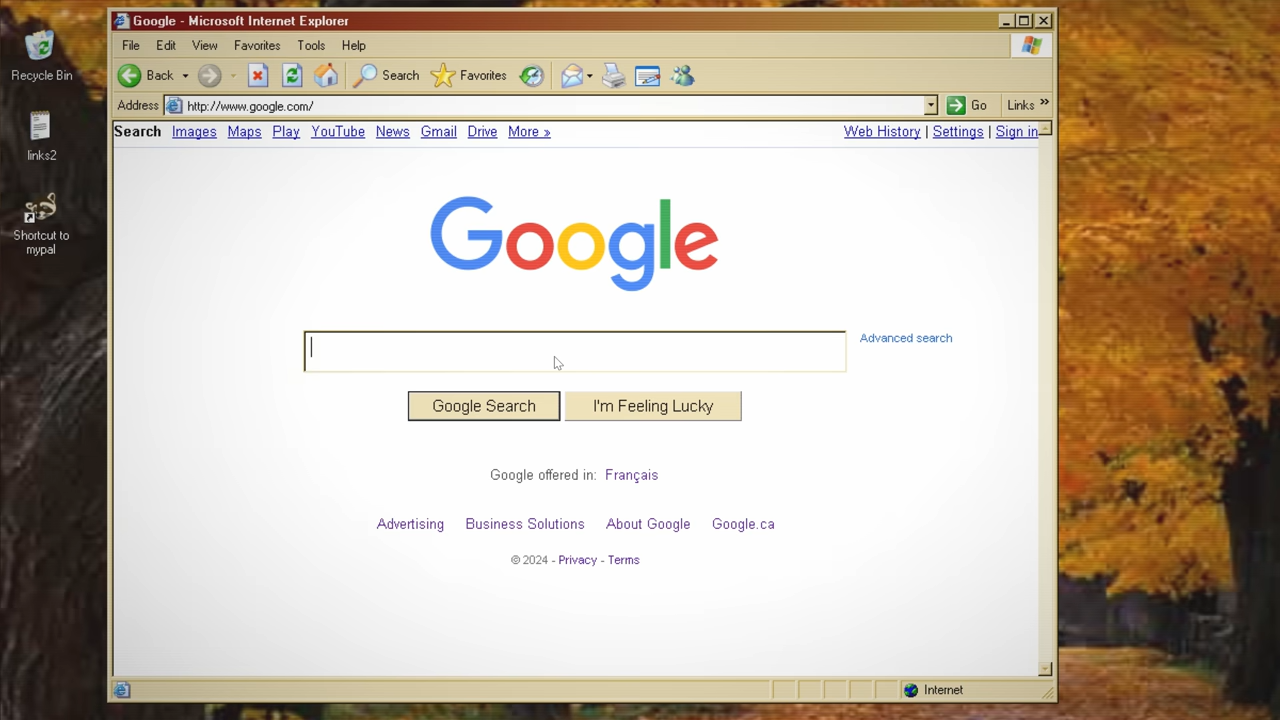 Google - Microsoft Internet Explorer
File Edit View Favorites Tools Help
Back Search Favorites
Address http://www.google.com/ Go Links »
Search Images Maps Play YouTube News Gmail Drive More » Web History | Settings | Sign in
Recycle Bin
links2
Shortcut to
mypal
Google
Advanced search
Google Search I'm Feeling Lucky
Google offered in: Français
Advertising Business Solutions About Google Google.ca
© 2024 - Privacy - Terms
Internet